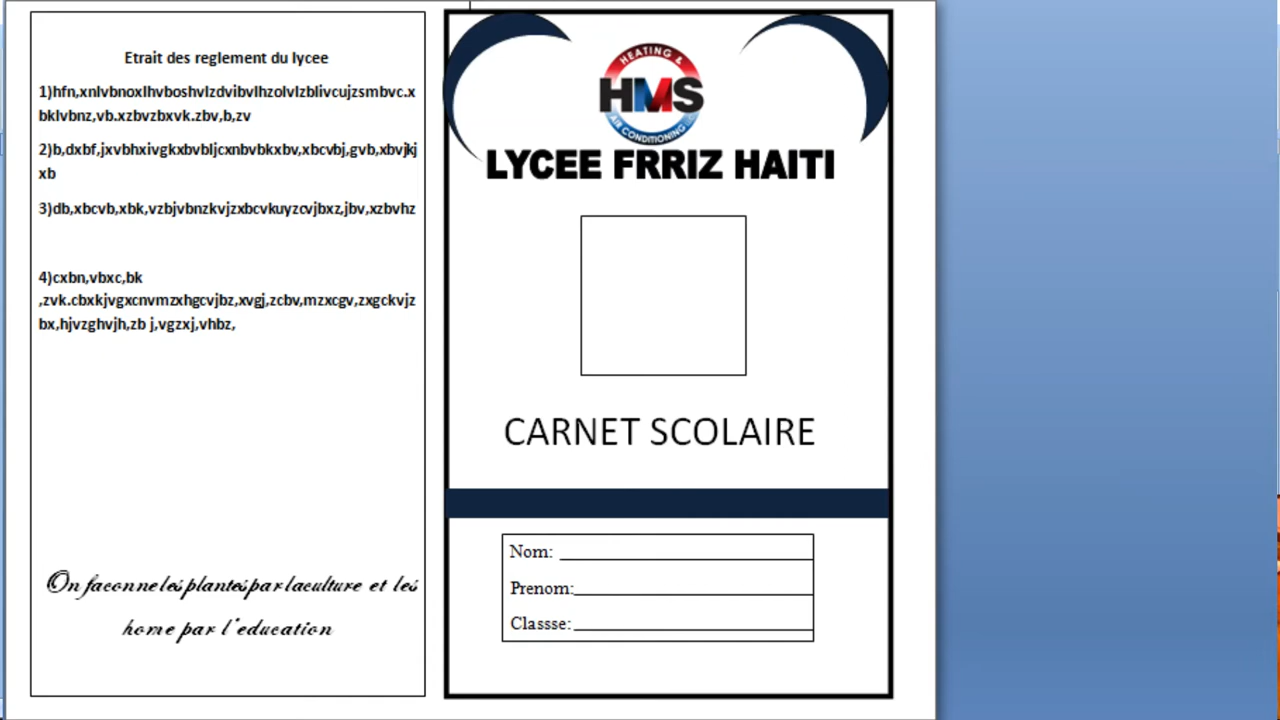 Etrait des reglement du lycee
1)hfn,xnlvbnoxlhvboshvlzdvibvlhzolvlzblivcujzsmbvc.x
bklvbnz,vb.xzbvzbxvk.zbv,b,zv
2)b,dxbf,jxvbhxivgkxbvbljcxnbvbkxbv,xbcvbj,gvb,xbvjkj
xb
3)db,xbcvb,xbk,vzbjvbnzkvjzxbcvkuyzcvjbxz,jbv,xzbvhz
4)cxbn,vbxc,bk
,zvk.cbxkjvgxcnvmzxhgcvjbz,xvgj,zcbv,mzxcgv,zxgckvjz
bx,hjvzghvjh,zb j,vgzxj,vhbz,
On faconne les plantes par la culture et les
home par l'education
HEATING &
HMS
AIR CONDITIONING
LYCEE FRRIZ HAITI
CARNET SCOLAIRE
Nom:
Prenom:
Classse: